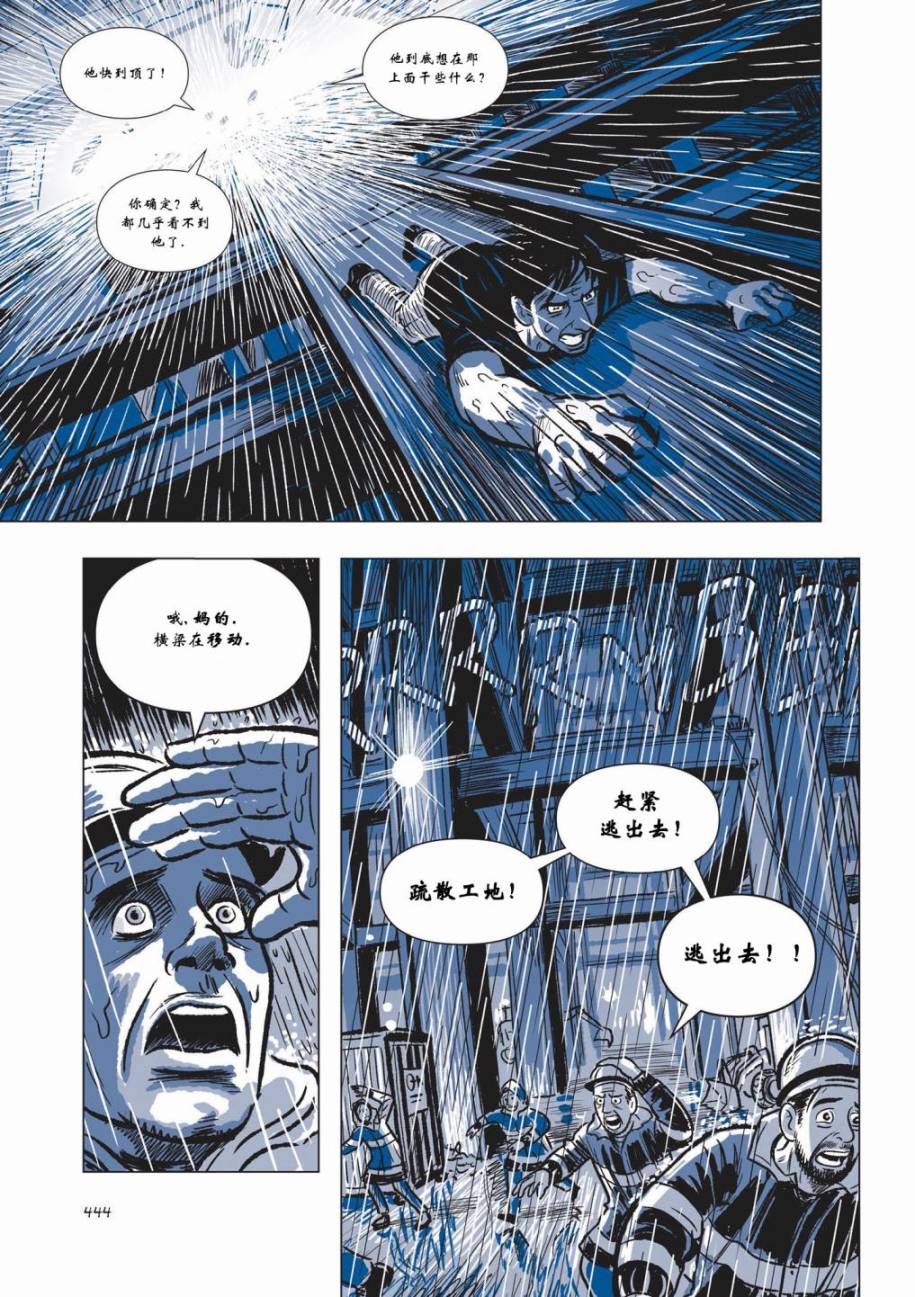 他快到顶了!
他到底想在那
上面干些什么?
你确定? 我
都几乎看不到
他了.
哦, 妈的.
横梁在移动.
赶紧
逃出去!
疏散工地!
逃出去! !
444